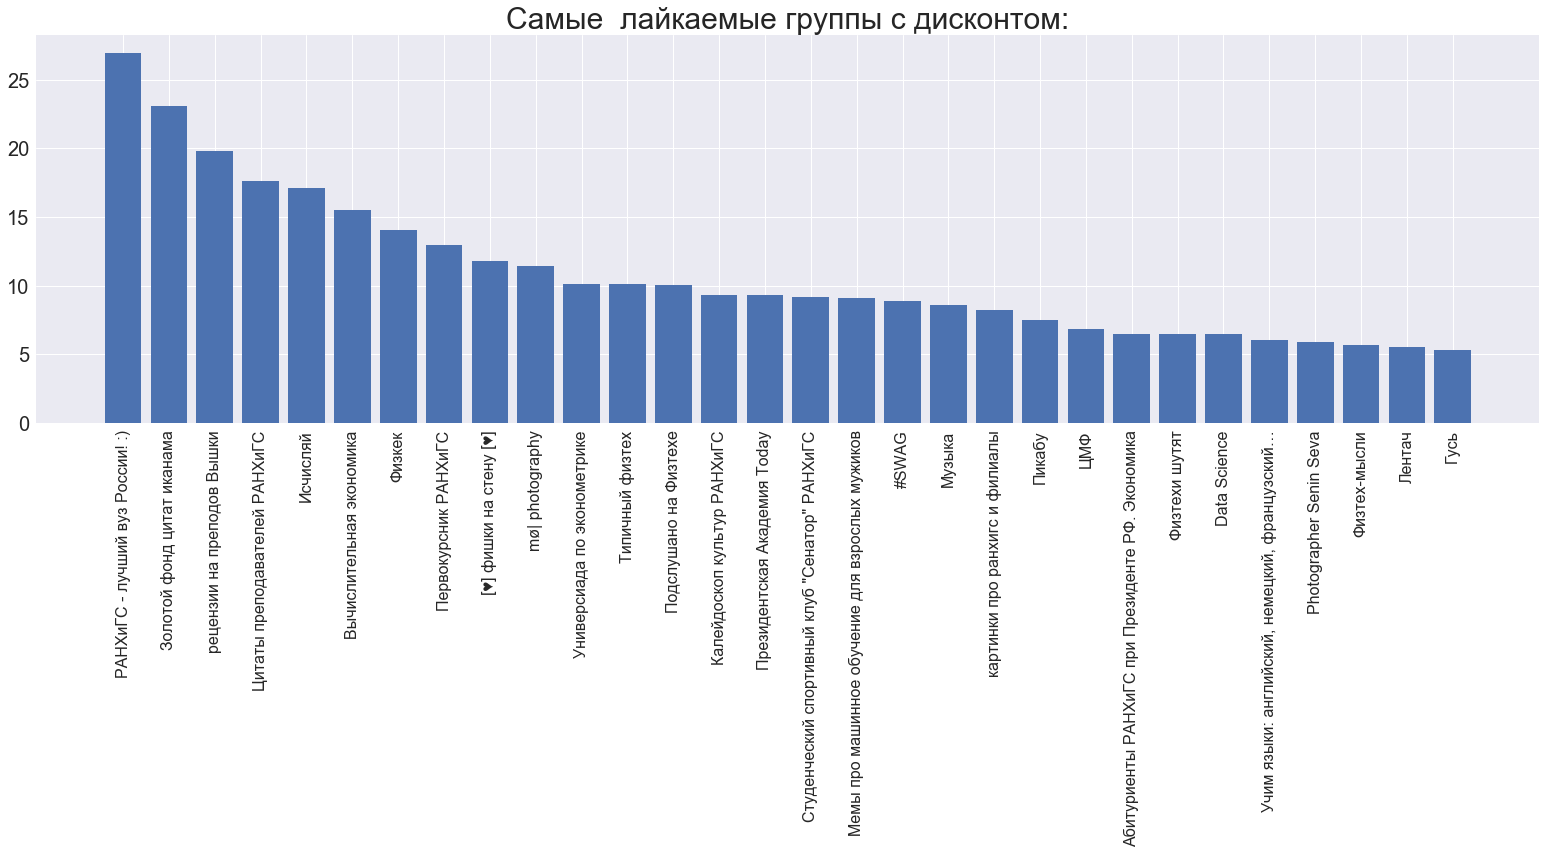 Самые  лайкаемые группы с дисконтом:
25
20
15
10
5
0
РАНХиГС - лучший вуз России! :)
Золотой фонд цитат иканама
рецензии на преподов Вышки
Цитаты преподавателей РАНХиГС
Исчисляй
Вычислительная экономика
Физкек
Первокурсник РАНХиГС
[♥] фишки на стену [♥]
mø| photography
Универсиада по эконометрике
Типичный физтех
Подслушано на Физтехе
Калейдоскоп культур РАНХиГС
Президентская Академия Today
Студенческий спортивный клуб "Сенатор" РАНХиГС
Мемы про машинное обучение для взрослых мужиков
#SWAG
Музыка
картинки про ранхигс и филиалы
Пикабу
ЦМФ
Абитуриенты РАНХиГС при Президенте РФ. Экономика
Физтехи шутят
Data Science
Учим языки: английский, немецкий, французский...
Photographer Senin Seva
Физтех-мысли
Лентач
Гусь